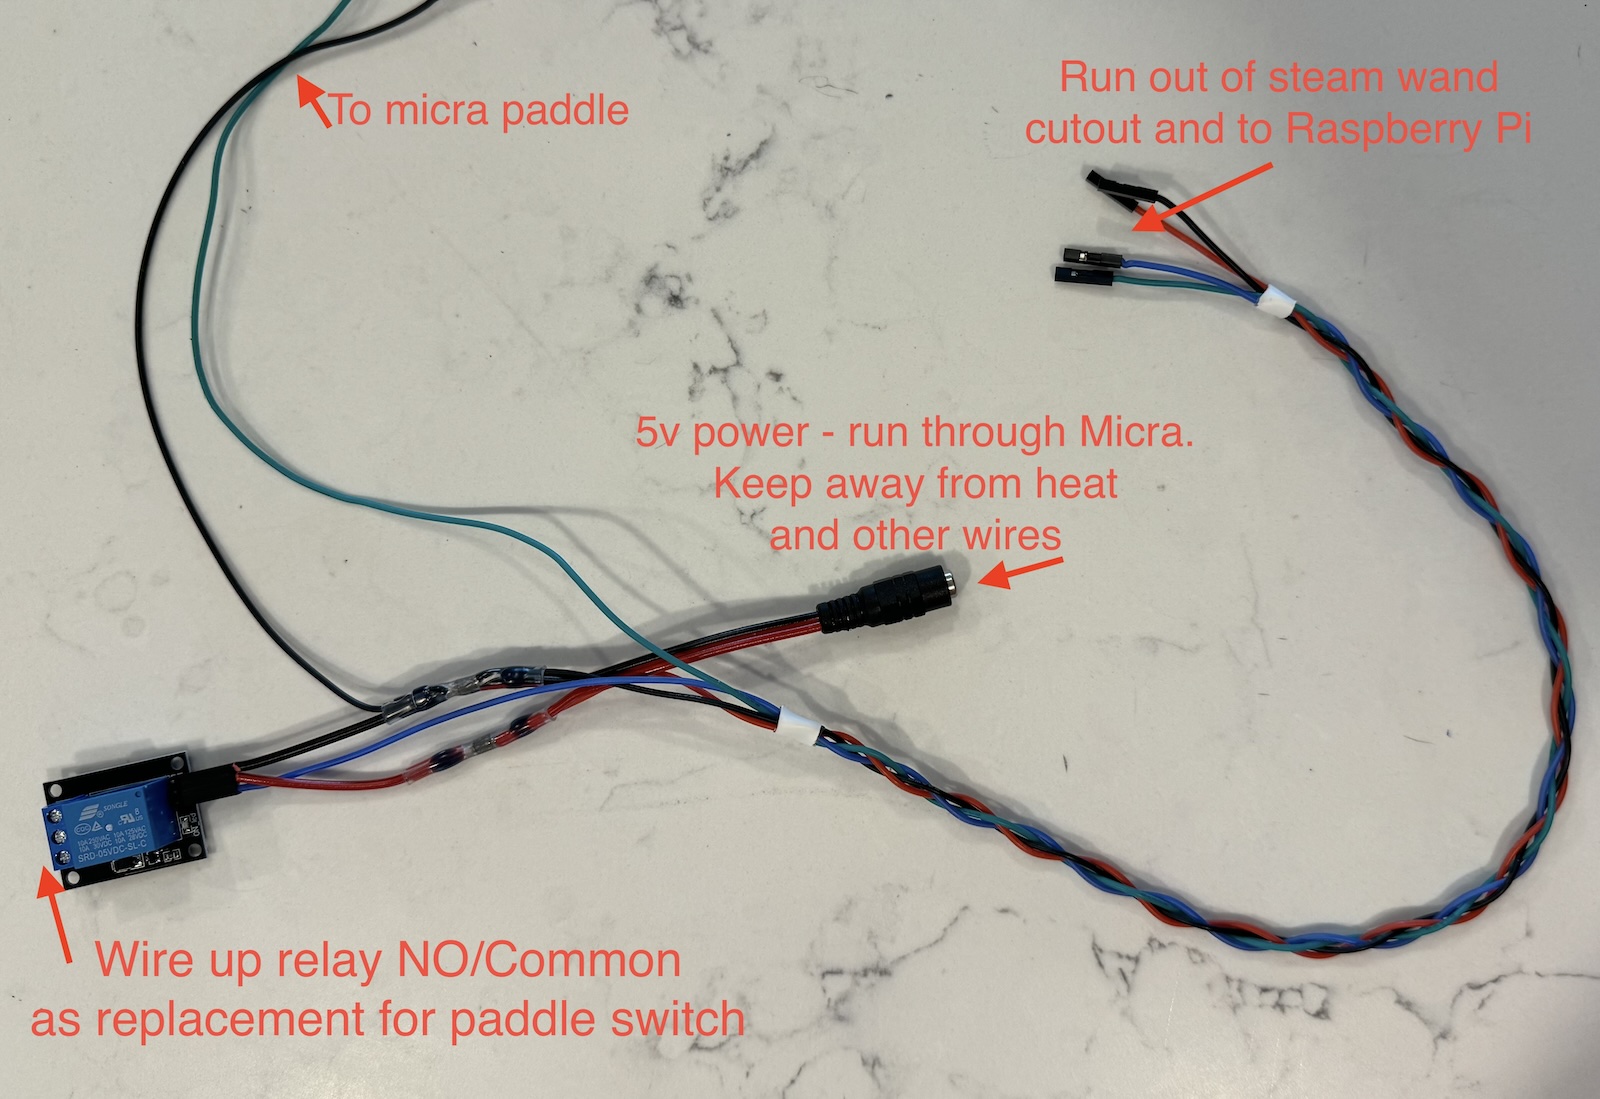 To micra paddle
Run out of steam wand
cutout and to Raspberry Pi
5v power - run through Micra.
Keep away from heat
and other wires
SONGLE
10A 250VAC 10A 125VAC
10A 30VDC 10A 28VDC
SRD-05VDC-SL-C
Wire up relay NO/Common
as replacement for paddle switch